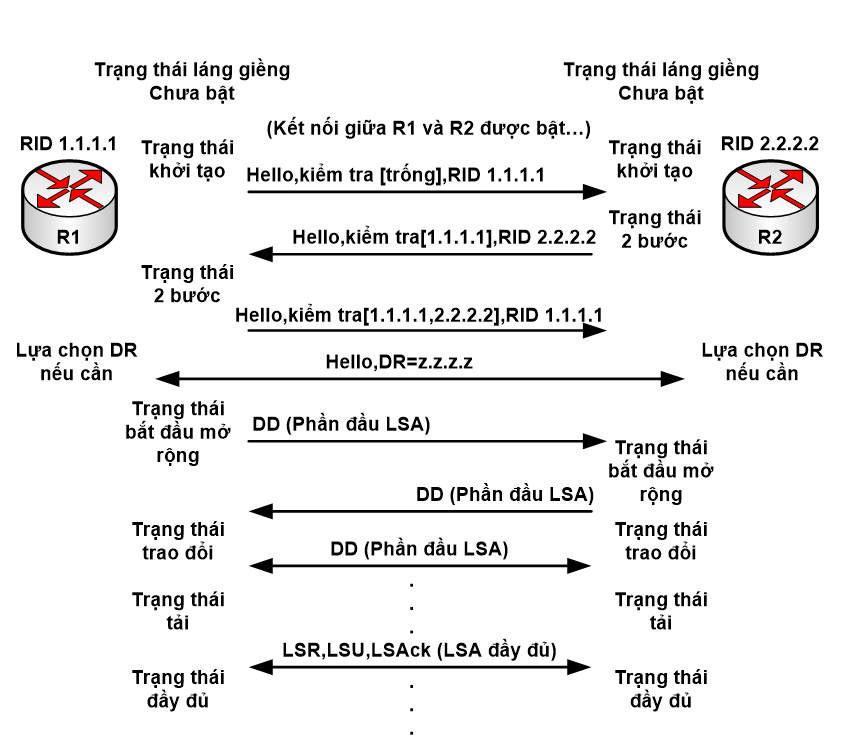 Trạng thái láng giềng
Chưa bật
Trạng thái láng giềng
Chưa bật
(Kết nối giữa R1 và R2 được bật…)
RID 1.1.1.1
Trạng thái
khởi tạo
Trạng thái
khởi tạo
RID 2.2.2.2
Hello,kiểm tra [trống],RID 1.1.1.1
R1
Hello,kiểm tra[1.1.1.1],RID 2.2.2.2
Trạng thái
2 bước
R2
Trạng thái
2 bước
Hello,kiểm tra[1.1.1.1,2.2.2.2],RID 1.1.1.1
Lựa chọn DR
nếu cần
Hello,DR=z.z.z.z
Lựa chọn DR
nếu cần
Trạng thái
bắt đầu mở
rộng
DD (Phần đầu LSA)
Trạng thái
bắt đầu mở
rộng
DD (Phần đầu LSA)
Trạng thái
trao đổi
DD (Phần đầu LSA)
Trạng thái
trao đổi
.
.
.
Trạng thái
tải
Trạng thái
tải
LSR,LSU,LSAck (LSA đầy đủ)
Trạng thái
đầy đủ
Trạng thái
đầy đủ
.
.
.